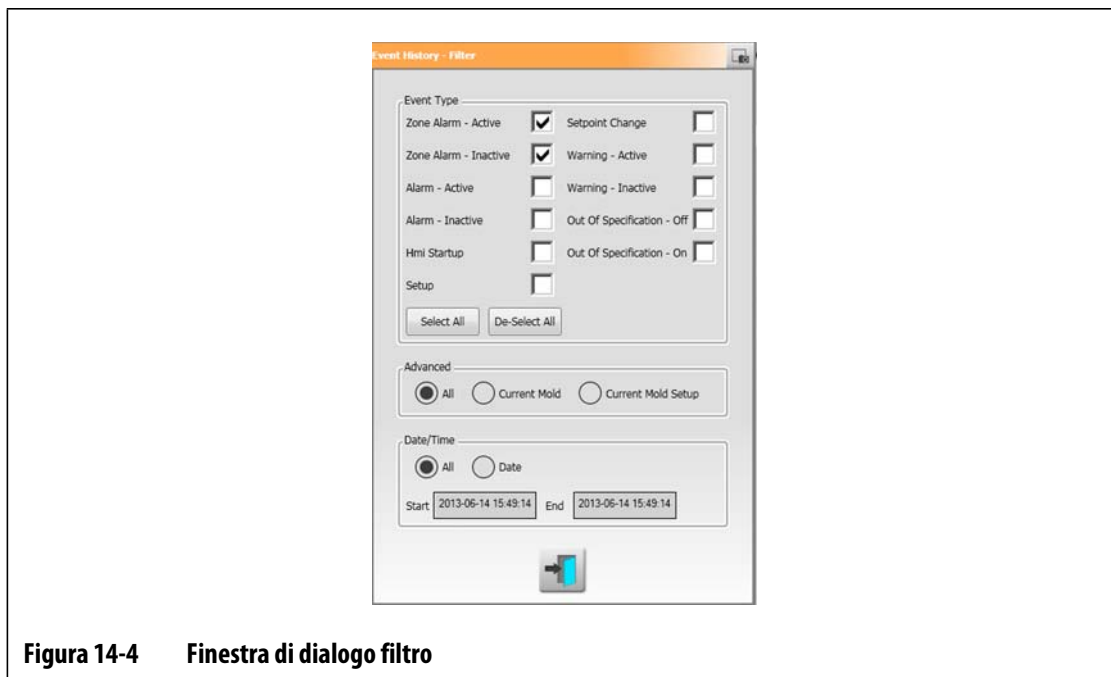 Event History - Filter
Event Type
Zone Alarm - Active
Setpoint Change
Zone Alarm - Inactive
Warning - Active
Alarm - Active
Warning - Inactive
Alarm - Inactive
Out Of Specification - Off
Hmi Startup
Out Of Specification - On
Setup
Select All
De-Select All
Advanced
All
Current Mold
Current Mold Setup
Date/Time
All
Date
Start
2013-06-14 15:49:14
End
2013-06-14 15:49:14
Figura 14-4 Finestra di dialogo filtro